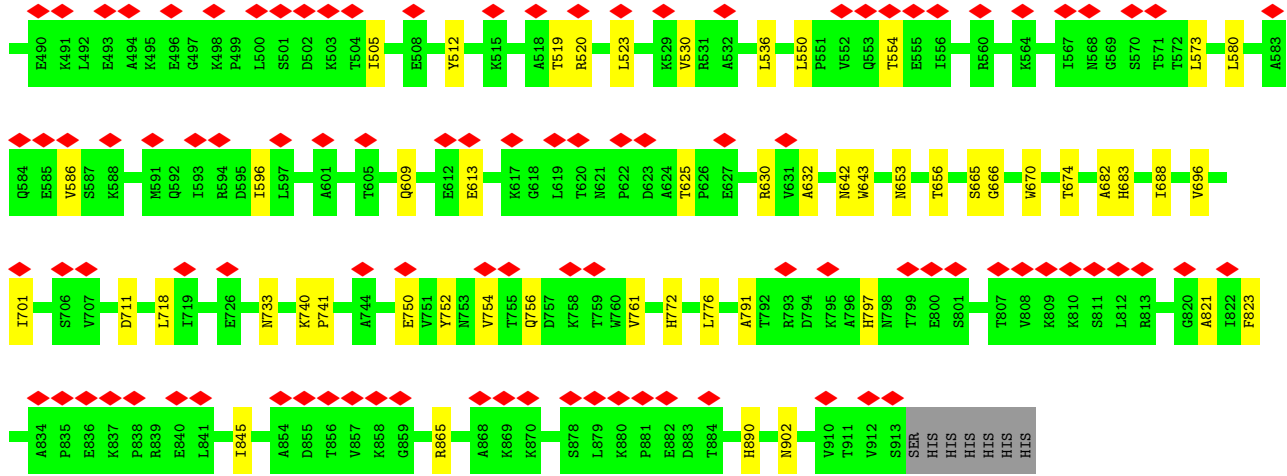 E490 K491 L492 E493 A494 K495 E496 G497 K498 P499 L500 S501 D502 K503 T504 I505 E508 Y512 K515 A518 T519 R520 L523 K529 V530 R531 A532 L536 L550 P551 V552 Q553 T554 E555 I556 R560 K564 I567 N568 G569 S570 T571 T572 L573 L580 A583
Q584 E585 V586 S587 K588 M591 Q592 I593 R594 D595 I596 L597 A601 T605 Q609 E612 E613 K617 G618 L619 T620 N621 P622 D623 A624 T625 P626 E627 R630 V631 A632 N642 W643 N653 T656 S665 G666 W670 T674 A682 H683 I688 V696
I701 S706 V707 D711 L718 I719 E726 N733 K740 P741 A744 E750 V751 Y752 N753 V754 T755 Q756 D757 K758 T759 W760 V761 H772 L776 A791 T792 R793 D794 K795 A796 H797 N798 T799 E800 S801 T807 V808 K809 K810 S811 L812 R813 G820 A821 I822 F823
A834 P835 E836 K837 P838 R839 E840 L841 I845 A854 D855 T856 V857 K858 G859 R865 A868 K869 K870 S878 L879 K880 P881 E882 D883 T884 H890 N902 V910 T911 V912 S913 SER HIS HIS HIS HIS HIS HIS